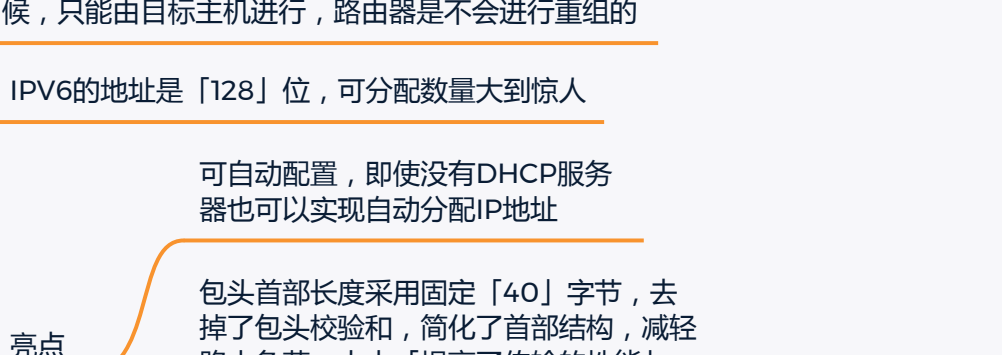 候，只能由目标主机进行，路由器是不会进行重组的
IPV6的地址是「128」位，可分配数量大到惊人
可自动配置，即使没有DHCP服务
器也可以实现自动分配IP地址
包头首部长度采用固定「40」字节，去
掉了包头校验和，简化了首部结构，减轻
亮点